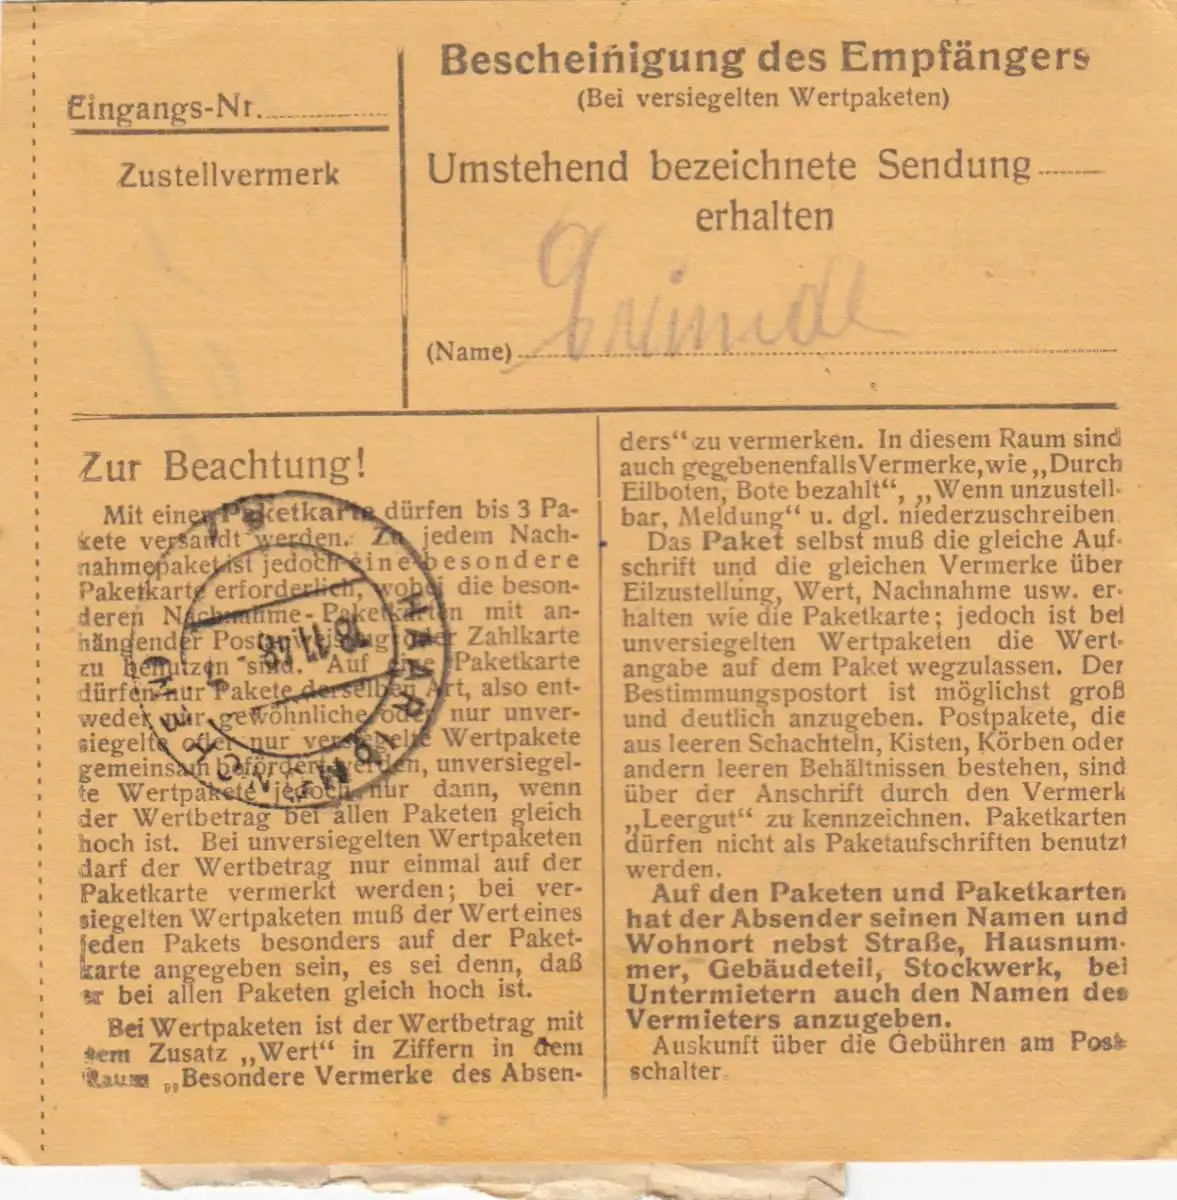 Eingangs-Nr.
Zustellvermerk
Bescheinigung des Empfängers
(Bei versiegelten Wertpaketen)
Umstehend bezeichnete Sendung
erhalten
(Name)
Zur Beachtung!
Mit einer Paketkarte dürfen bis 3 Pa-
kete versandt werden. Zu jedem Nach-
nahmepaket ist jedoch eine besondere
Paketkarte erforderlich, wobei die beson-
deren Nachnahme-Paketkarten mit an-
hängender Postanweisung oder Zahlkarte
zu benutzen sind. Auf eine Paketkarte
dürfen nur Pakete derselben Art, also ent-
weder nur gewöhnliche oder nur unver-
siegelte oder nur versiegelte Wertpakete
gemeinsam befördert werden, unversiegel-
te Wertpakete jedoch nur dann, wenn
der Wertbetrag bei allen Paketen gleich
hoch ist. Bei unversiegelten Wertpaketen
darf der Wertbetrag nur einmal auf der
Paketkarte vermerkt werden; bei ver-
siegelten Wertpaketen muß der Wert eines
jeden Pakets besonders auf der Paket-
karte angegeben sein, es sei denn, daß
er bei allen Paketen gleich hoch ist.
Bei Wertpaketen ist der Wertbetrag mit
dem Zusatz „Wert“ in Ziffern in dem
Raum „Besondere Vermerke des Absen-
ders“ zu vermerken. In diesem Raum sind
auch gegebenenfalls Vermerke, wie „Durch
Eilboten, Bote bezahlt“, „Wenn unzustell-
bar, Meldung“ u. dgl. niederzuschreiben
Das Paket selbst muß die gleiche Auf-
schrift und die gleichen Vermerke über
Eilzustellung, Wert, Nachnahme usw. er-
halten wie die Paketkarte; jedoch ist bei
unversiegelten Wertpaketen die Wert-
angabe auf dem Paket wegzulassen. Der
Bestimmungspostort ist möglichst groß
und deutlich anzugeben. Postpakete, die
aus leeren Schachteln, Kisten, Körben oder
andern leeren Behältnissen bestehen, sind
über der Anschrift durch den Vermerk
„Leergut“ zu kennzeichnen. Paketkarten
dürfen nicht als Paketaufschriften benutzt
werden.
Auf den Paketen und Paketkarten
hat der Absender seinen Namen und
Wohnort nebst Straße, Hausnum-
mer, Gebäudeteil, Stockwerk, bei
Untermietern auch den Namen des
Vermieters anzugeben.
Auskunft über die Gebühren am Post-
schalter.
HAAR
18.11.48